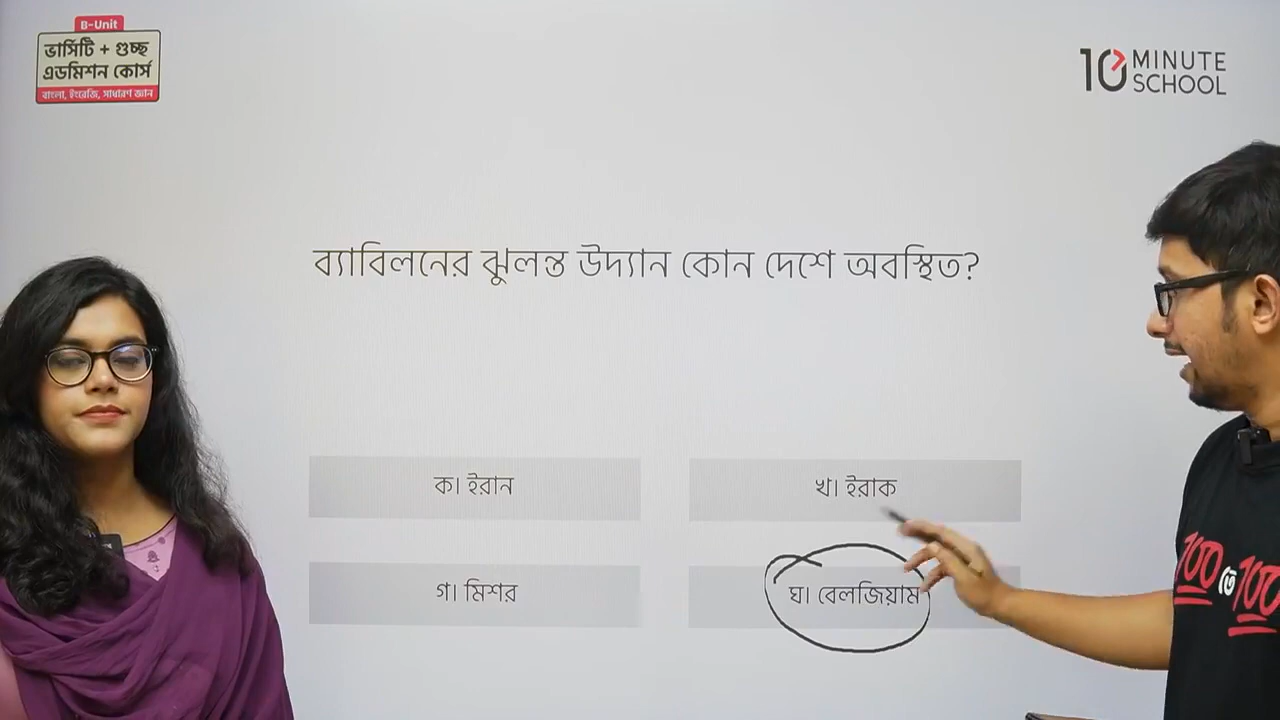 B-Unit
ভার্সিটি + গুচ্ছ
এডমিশন কোর্স
বাংলা, ইংরেজি, সাধারণ জ্ঞান
10 MINUTE
SCHOOL
ব্যাবিলনের ঝুলন্ত উদ্যান কোন দেশে অবস্থিত?
ক। ইরান
খ। ইরাক
গ। মিশর
ঘ। বেলজিয়াম
100 তে 100